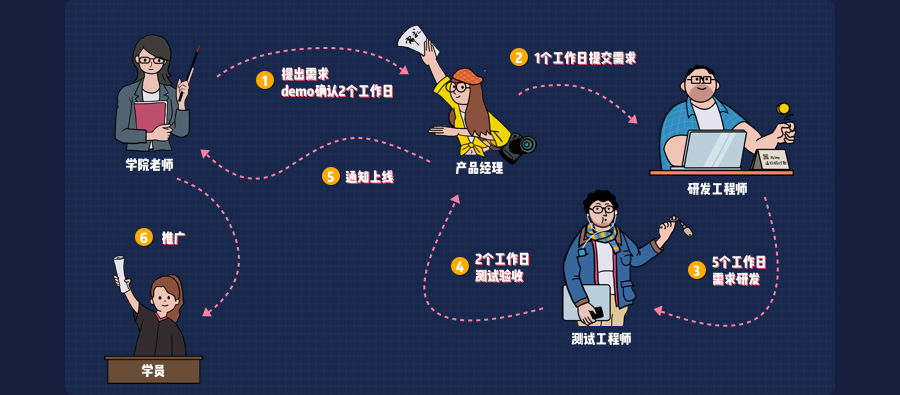 1
提出需求
demo确认2个工作日
2
1个工作日提交需求
学院老师
产品经理
研发工程师
5
通知上线
6
推广
4
2个工作日
测试验收
3
5个工作日
需求研发
测试工程师
学员